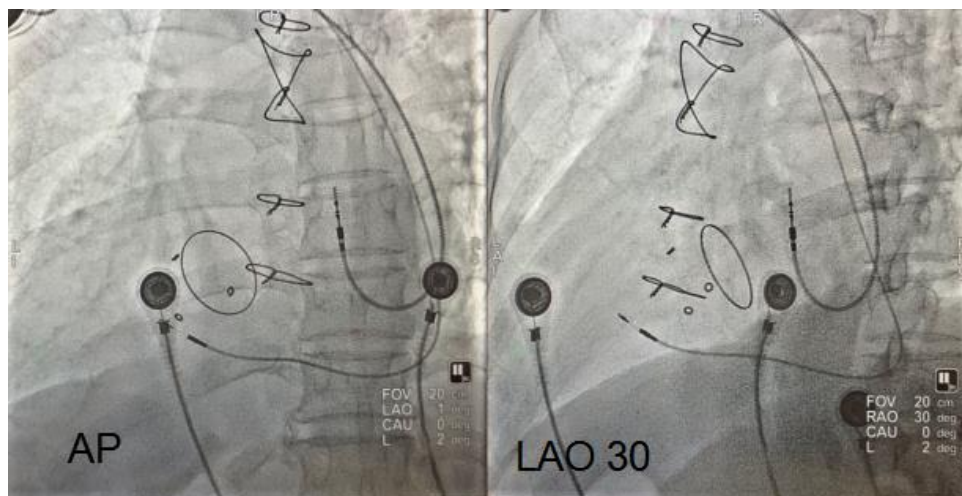 AP
FOV 20 cm
LAO 1 deg
CAU 0 deg
L 2 deg
LAO 30
FOV 20 cm
RAO 30 deg
CAU 0 deg
L 2 deg